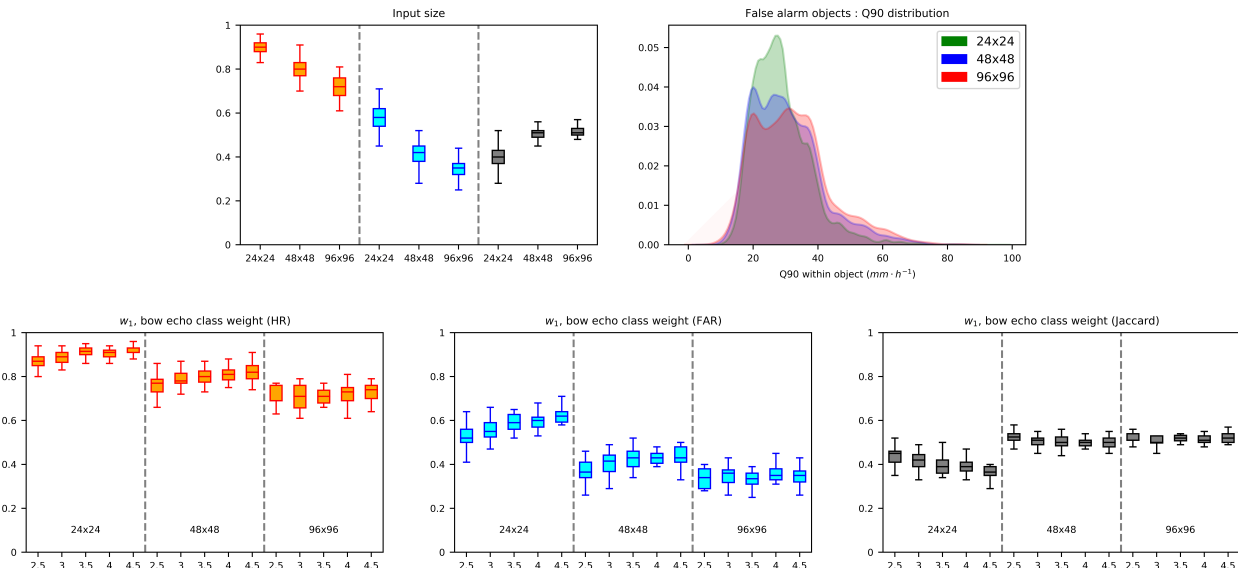 Input size
1
0.8
0.6
0.4
0.2
0
24x24 48x48 96x96 24x24 48x48 96x96 24x24 48x48 96x96
False alarm objects : Q90 distribution
0.05
0.04
0.03
0.02
0.01
0.00
0 20 40 60 80 100
Q90 within object (mm · h⁻¹)
24x24
48x48
96x96
w₁, bow echo class weight (HR)
1
0.8
0.6
0.4
0.2
0
24x24 48x48 96x96
2.5 3 3.5 4 4.5 2.5 3 3.5 4 4.5 2.5 3 3.5 4 4.5
w₁, bow echo class weight (FAR)
1
0.8
0.6
0.4
0.2
0
24x24 48x48 96x96
2.5 3 3.5 4 4.5 2.5 3 3.5 4 4.5 2.5 3 3.5 4 4.5
w₁, bow echo class weight (Jaccard)
1
0.8
0.6
0.4
0.2
0
24x24 48x48 96x96
2.5 3 3.5 4 4.5 2.5 3 3.5 4 4.5 2.5 3 3.5 4 4.5